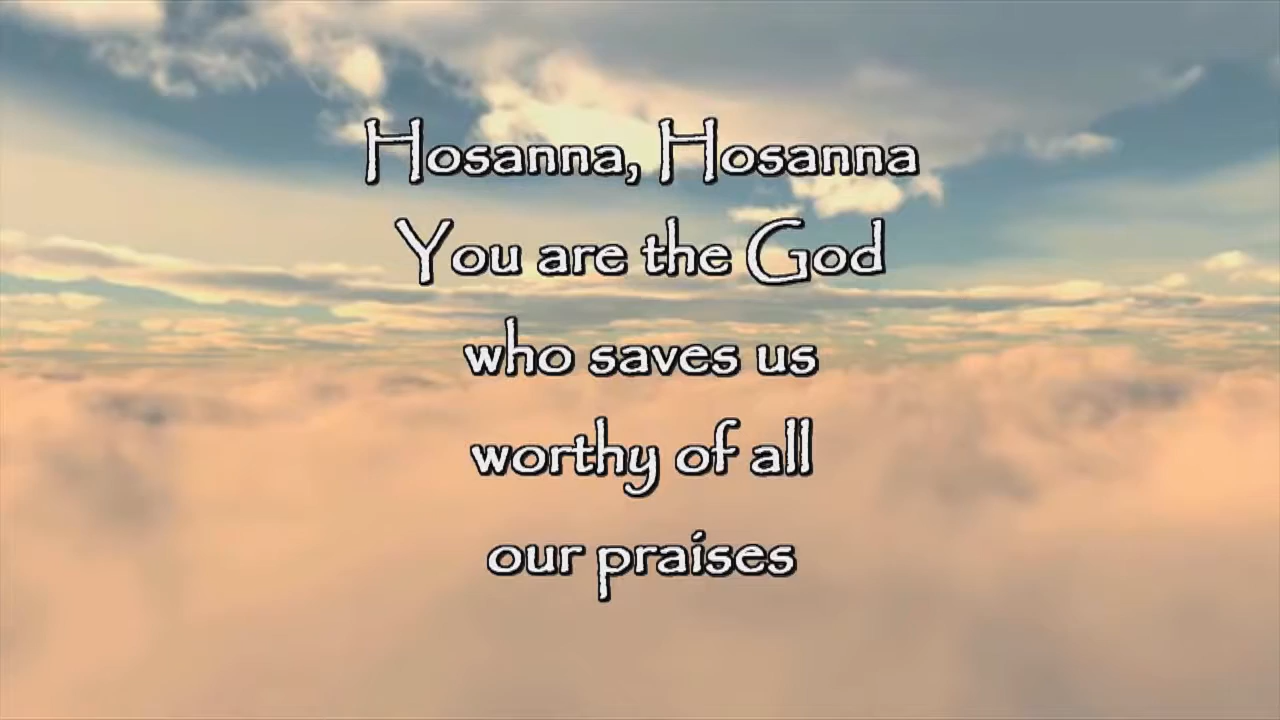 Hosanna, Hosanna
You are the God
who saves us
worthy of all
our praises